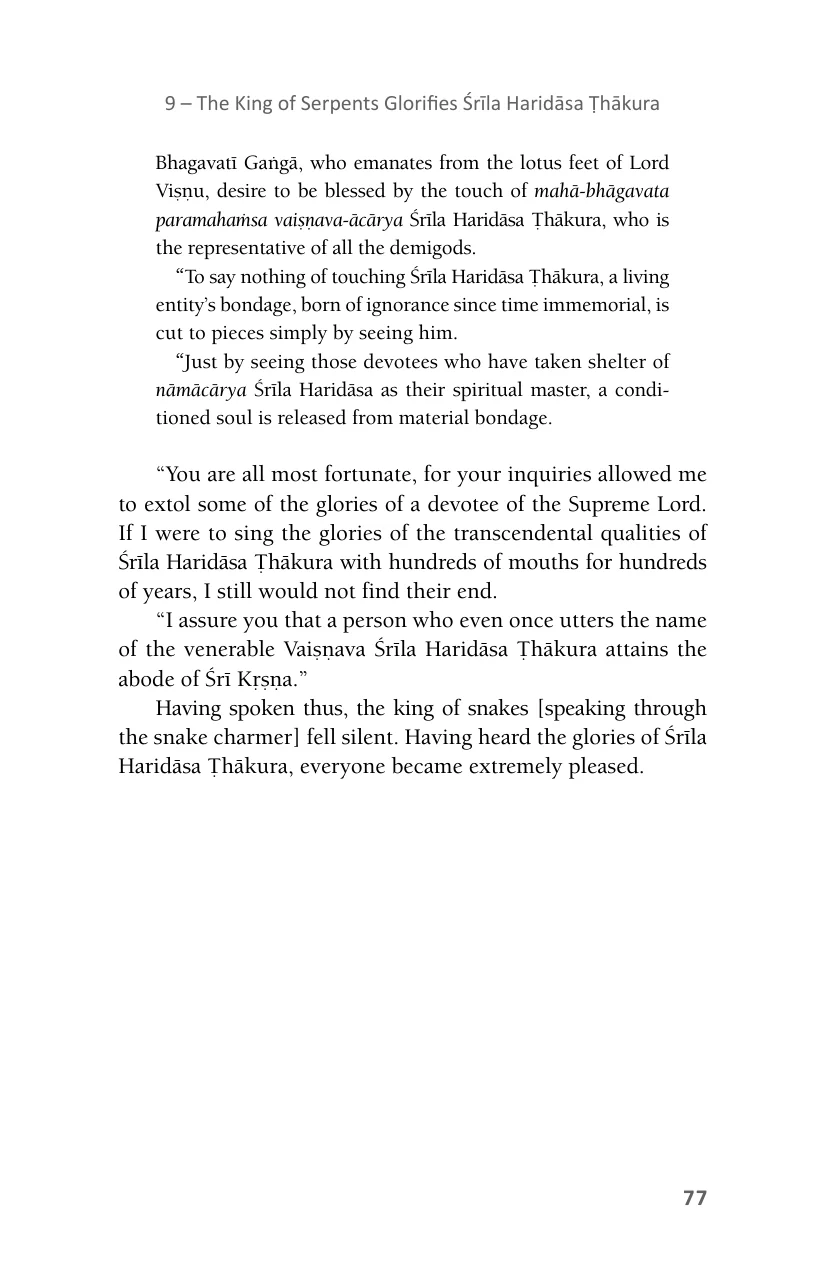 9 – The King of Serpents Glorifies Śrīla Haridāsa Ṭhākura
Bhagavatī Gaṅgā, who emanates from the lotus feet of Lord
Viṣṇu, desire to be blessed by the touch of mahā-bhāgavata
paramahaṁsa vaiṣṇava-ācārya Śrīla Haridāsa Ṭhākura, who is
the representative of all the demigods.
“To say nothing of touching Śrīla Haridāsa Ṭhākura, a living
entity’s bondage, born of ignorance since time immemorial, is
cut to pieces simply by seeing him.
“Just by seeing those devotees who have taken shelter of
nāmācārya Śrīla Haridāsa as their spiritual master, a condi-
tioned soul is released from material bondage.
“You are all most fortunate, for your inquiries allowed me
to extol some of the glories of a devotee of the Supreme Lord.
If I were to sing the glories of the transcendental qualities of
Śrīla Haridāsa Ṭhākura with hundreds of mouths for hundreds
of years, I still would not find their end.
“I assure you that a person who even once utters the name
of the venerable Vaiṣṇava Śrīla Haridāsa Ṭhākura attains the
abode of Śrī Kṛṣṇa.”
Having spoken thus, the king of snakes [speaking through
the snake charmer] fell silent. Having heard the glories of Śrīla
Haridāsa Ṭhākura, everyone became extremely pleased.
77